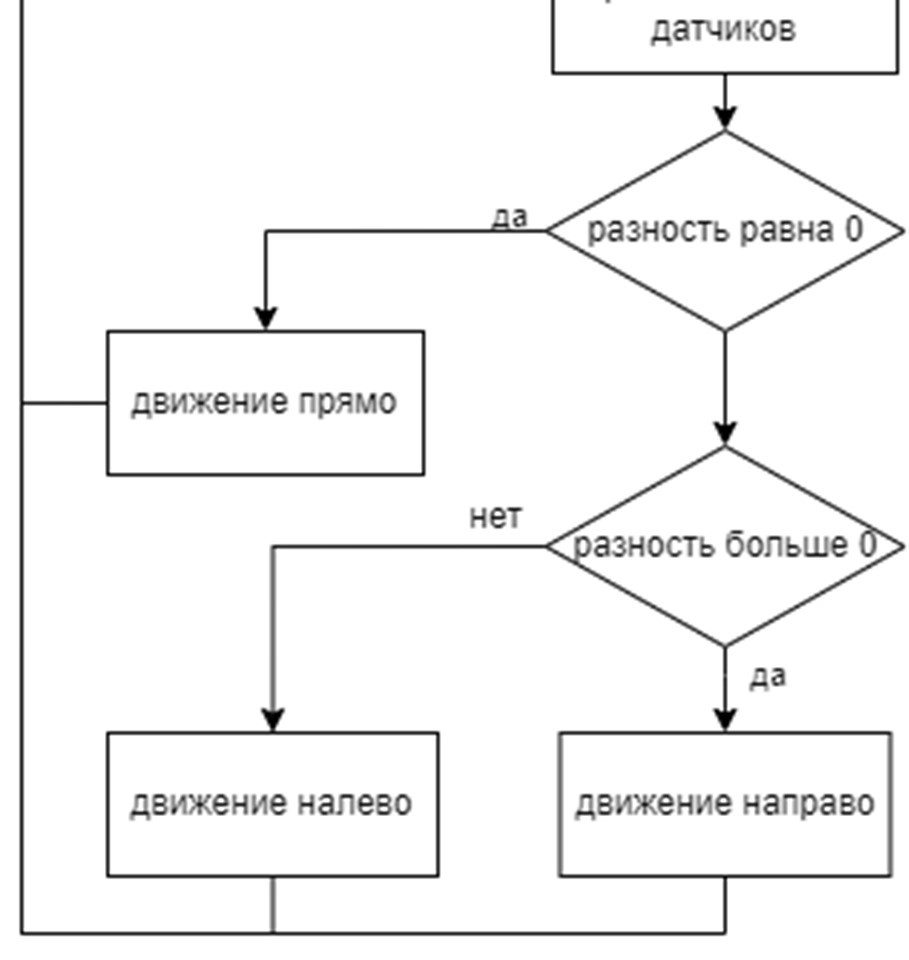 датчиков
да
разность равна 0
движение прямо
нет
разность больше 0
да
движение налево
движение направо